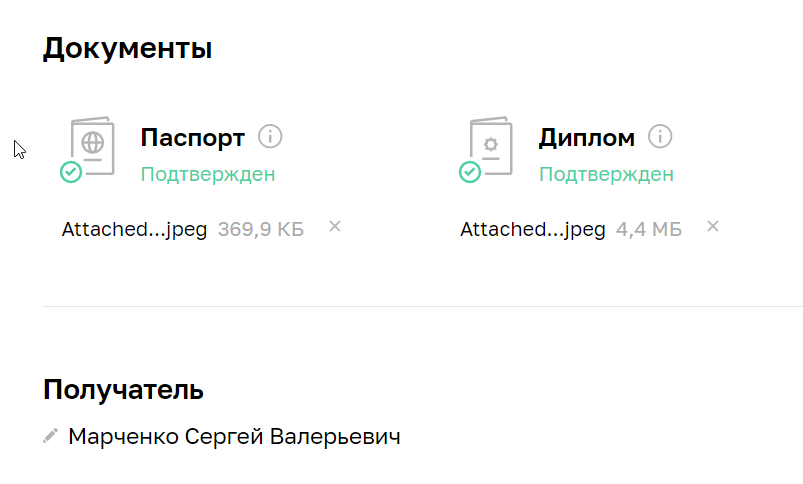 Документы
Паспорт
Подтвержден
Attached...jpeg 369,9 КБ
Диплом
Подтвержден
Attached...jpeg 4,4 МБ
Получатель
Марченко Сергей Валерьевич